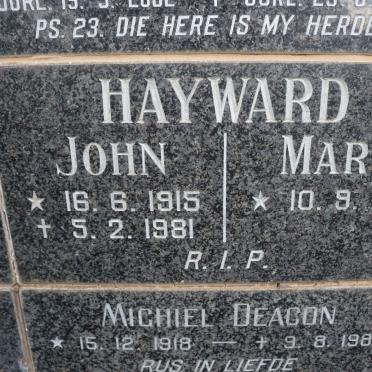 PS. 23. DIE HERE IS MY
HAYWARD
JOHN MAR
* 16. 6. 1915 * 10. 9.
+ 5. 2. 1981
R. I. P.
MICHIEL DEACON
* 15. 12. 1918 — + 9. 8. 198
RUS IN LIEFDE